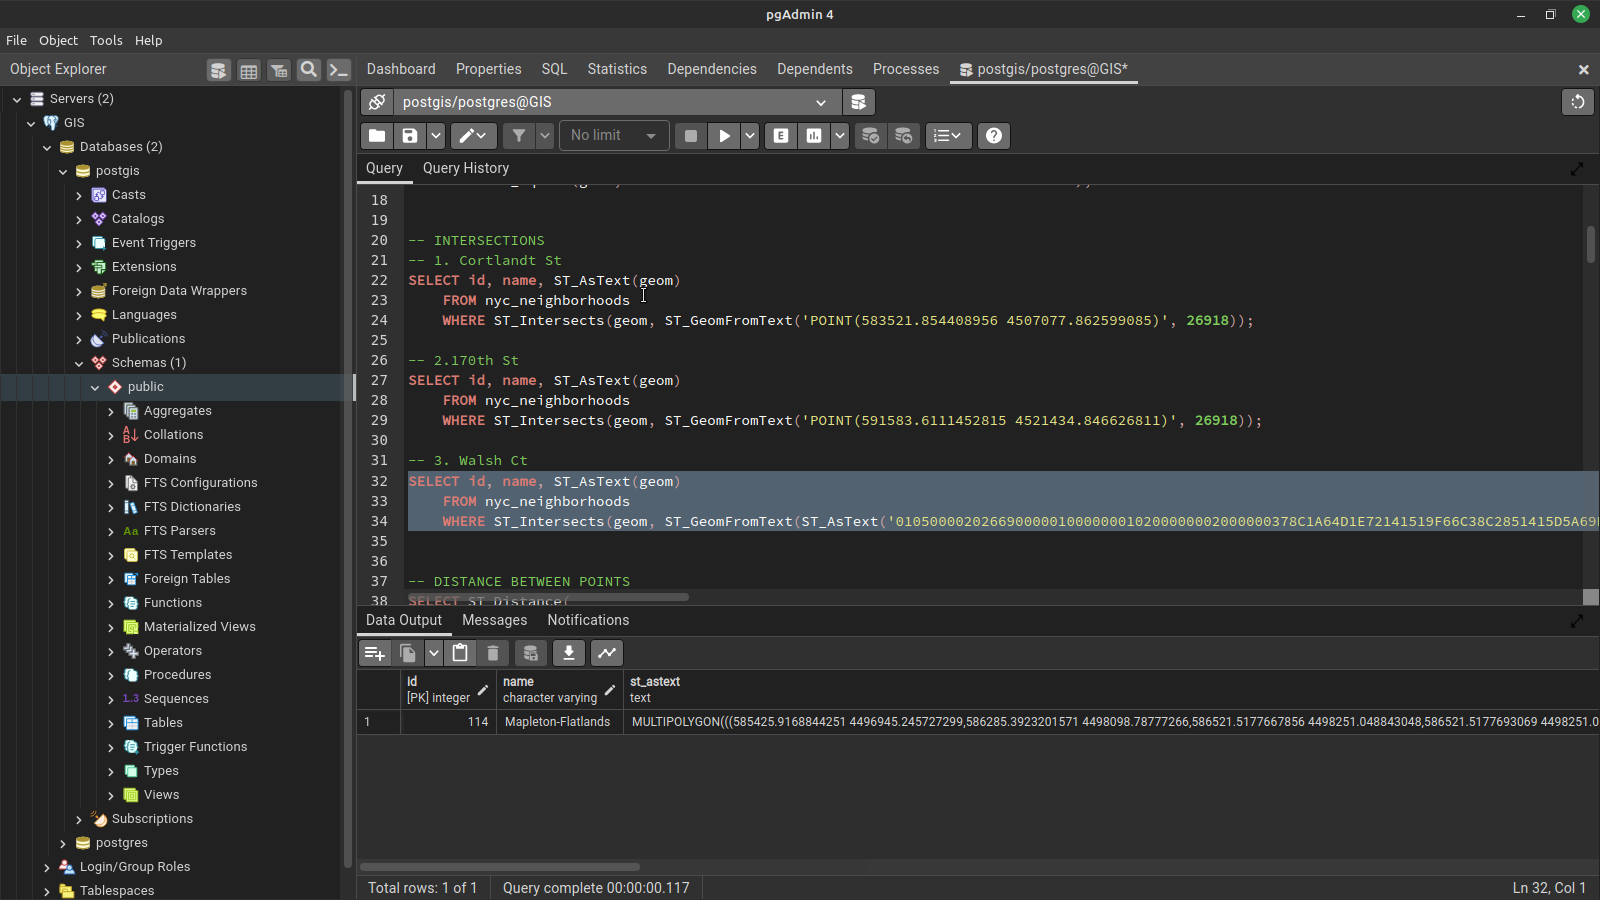 pgAdmin 4
File Object Tools Help
Object Explorer
Dashboard Properties SQL Statistics Dependencies Dependents Processes postgis/postgres@GIS*
Servers (2)
GIS
Databases (2)
postgis
Casts
Catalogs
Event Triggers
Extensions
Foreign Data Wrappers
Languages
Publications
Schemas (1)
public
Aggregates
Collations
Domains
FTS Configurations
FTS Dictionaries
FTS Parsers
FTS Templates
Foreign Tables
Functions
Materialized Views
Operators
Procedures
1.3 Sequences
Tables
Trigger Functions
Types
Views
Subscriptions
postgres
Login/Group Roles
Tablespaces
postgis/postgres@GIS
No limit
E
Query Query History
18
19
20 -- INTERSECTIONS
21 -- 1. Cortlandt St
22 SELECT id, name, ST_AsText(geom)
23 FROM nyc_neighborhoods
24 WHERE ST_Intersects(geom, ST_GeomFromText('POINT(583521.854408956 4507077.862599085)', 26918));
25
26 -- 2.170th St
27 SELECT id, name, ST_AsText(geom)
28 FROM nyc_neighborhoods
29 WHERE ST_Intersects(geom, ST_GeomFromText('POINT(591583.6111452815 4521434.846626811)', 26918));
30
31 -- 3. Walsh Ct
32 SELECT id, name, ST_AsText(geom)
33 FROM nyc_neighborhoods
34 WHERE ST_Intersects(geom, ST_GeomFromText(ST_AsText('01050000202669000001000000010200000002000000378C1A64D1E72141519F66C38C2851415D5A69
35
36
37 -- DISTANCE BETWEEN POINTS
38 SELECT ST_Distance(
Data Output Messages Notifications
id name st_astext
[PK] integer character varying text
1 114 Mapleton-Flatlands MULTIPOLYGON(((585425.9168844251 4496945.245727299,586285.3923201571 4498098.78777266,586521.5177667856 4498251.048843048,586521.5177693069 4498251.0
Total rows: 1 of 1 Query complete 00:00:00.117 Ln 32, Col 1